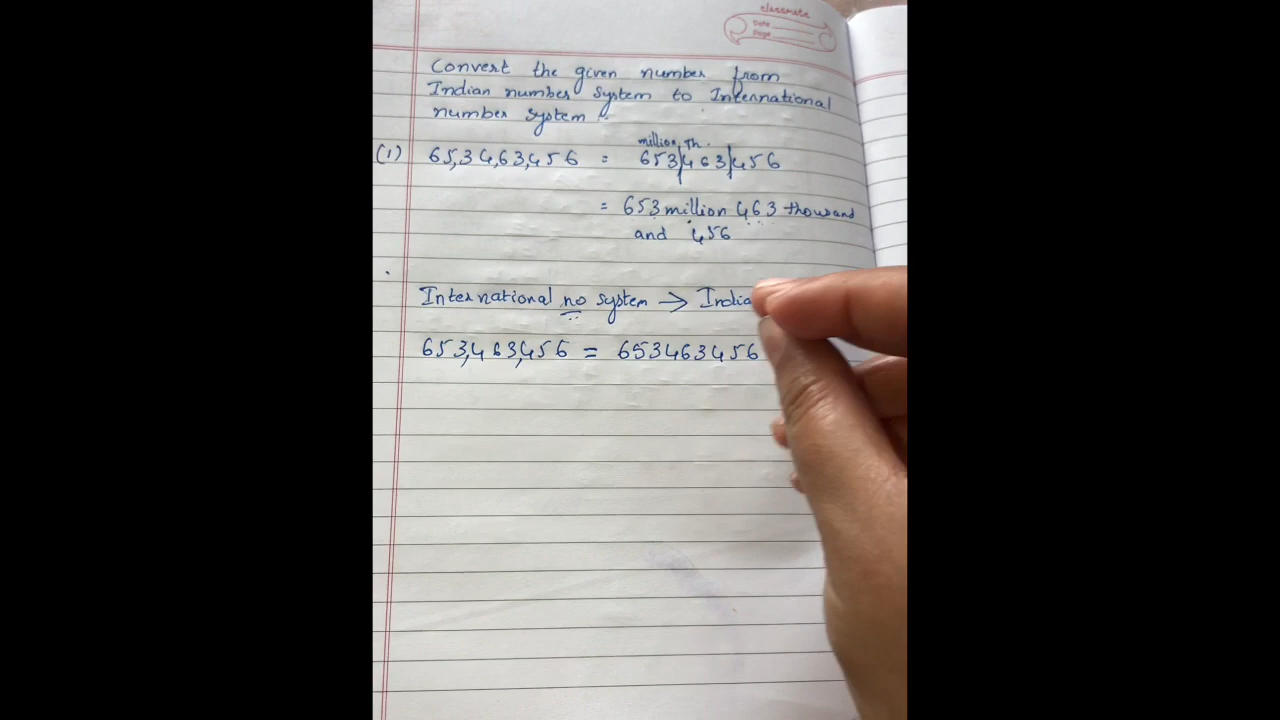 classmate
Date
Page
Convert the given number from
Indian number system to International
number system :-
million Th.
(1) 65,34,63,456 = 653|463|456
= 653 million 463 thousand
and 456
International no system → India
653,463,456 = 653463456